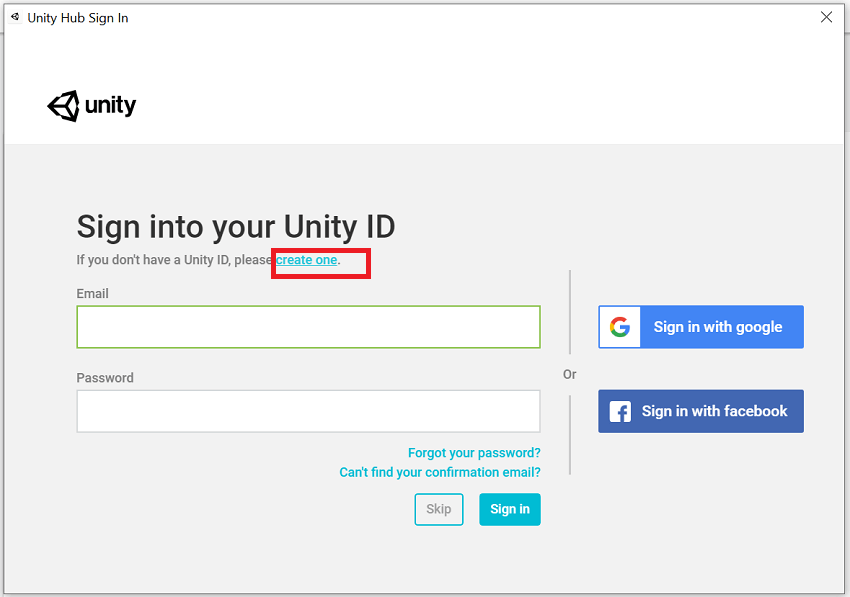 Unity Hub Sign In
unity
Sign into your Unity ID
If you don't have a Unity ID, please create one.
Email
Password
Forgot your password?
Can't find your confirmation email?
Skip
Sign in
Or
Sign in with google
Sign in with facebook